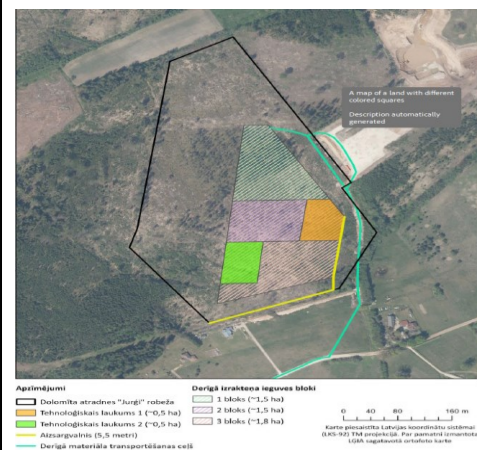 A map of a land with different
colored squares
Description automatically
generated
Apzīmējumi
Dolomīta atradnes "Jurģi" robeža
Tehnoloģiskais laukums 1 (~0,5 ha)
Tehnoloģiskais laukums 2 (~0,5 ha)
Aizsargvalnis (5,5 metri)
Derīgā materiāla transportēšanas ceļš
Derīgā izrakteņa ieguves bloki
1 bloks (~1,5 ha)
2 bloks (~1,5 ha)
3 bloks (~1,8 ha)
0 40 80 160 m
Karte piesaistīta Latvijas koordinātu sistēmai
(LKS-92) TM projekcijā. Par pamatni izmantota
LĢIA sagatavotā ortofoto karte